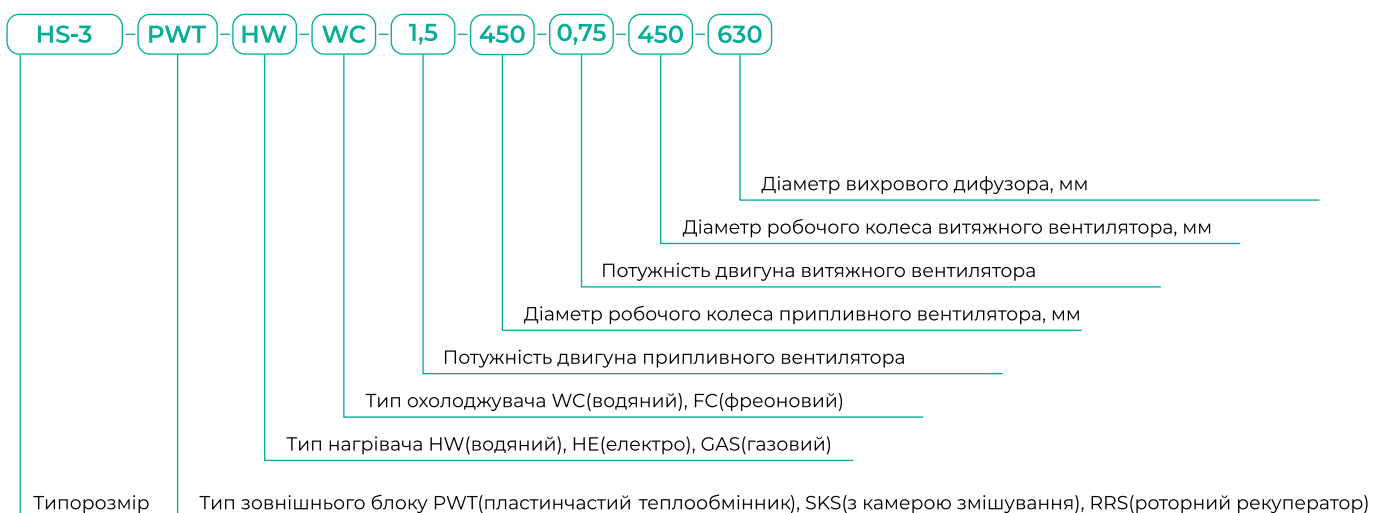 HS-3 - PWT - HW - WC - 1,5 - 450 - 0,75 - 450 - 630
Діаметр вихрового дифузора, мм
Діаметр робочого колеса витяжного вентилятора, мм
Потужність двигуна витяжного вентилятора
Діаметр робочого колеса припливного вентилятора, мм
Потужність двигуна припливного вентилятора
Тип охолоджувача WC(водяний), FC(фреоновий)
Тип нагрівача HW(водяний), HE(електро), GAS(газовий)
Типорозмір Тип зовнішнього блоку PWT(пластинчастий теплообмінник), SKS(з камерою змішування), RRS(роторний рекуператор)